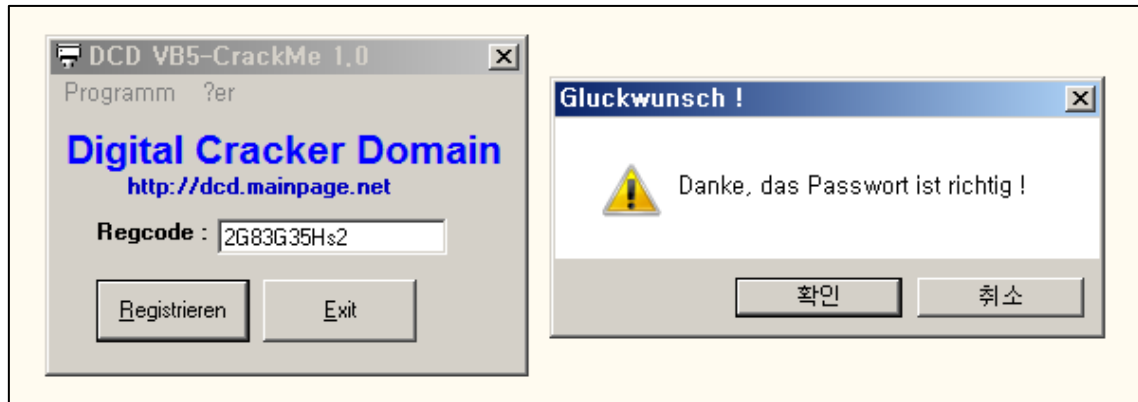 DCD VB5-CrackMe 1.0
Programm ?er
Digital Cracker Domain
http://dcd.mainpage.net
Regcode : 2G83G35Hs2
Registrieren Exit
Gluckwunsch !
Danke, das Passwort ist richtig !
확인 취소